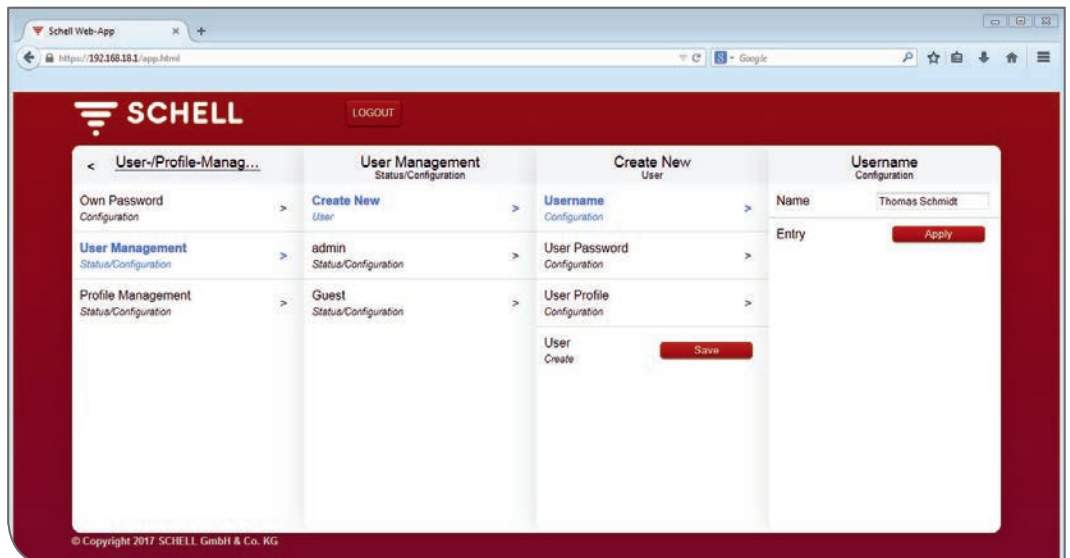 Schell Web-App × +
https://192.168.18.1/app.html
Google
SCHELL
LOGOUT
< User-/Profile-Manag...
Own Password >
Configuration
User Management >
Status/Configuration
Profile Management >
Status/Configuration
User Management
Status/Configuration
Create New >
User
admin >
Status/Configuration
Guest >
Status/Configuration
Create New
User
Username >
Configuration
User Password >
Configuration
User Profile >
Configuration
User Save
Create
Username
Configuration
Name Thomas Schmidt
Entry Apply
© Copyright 2017 SCHELL GmbH & Co. KG